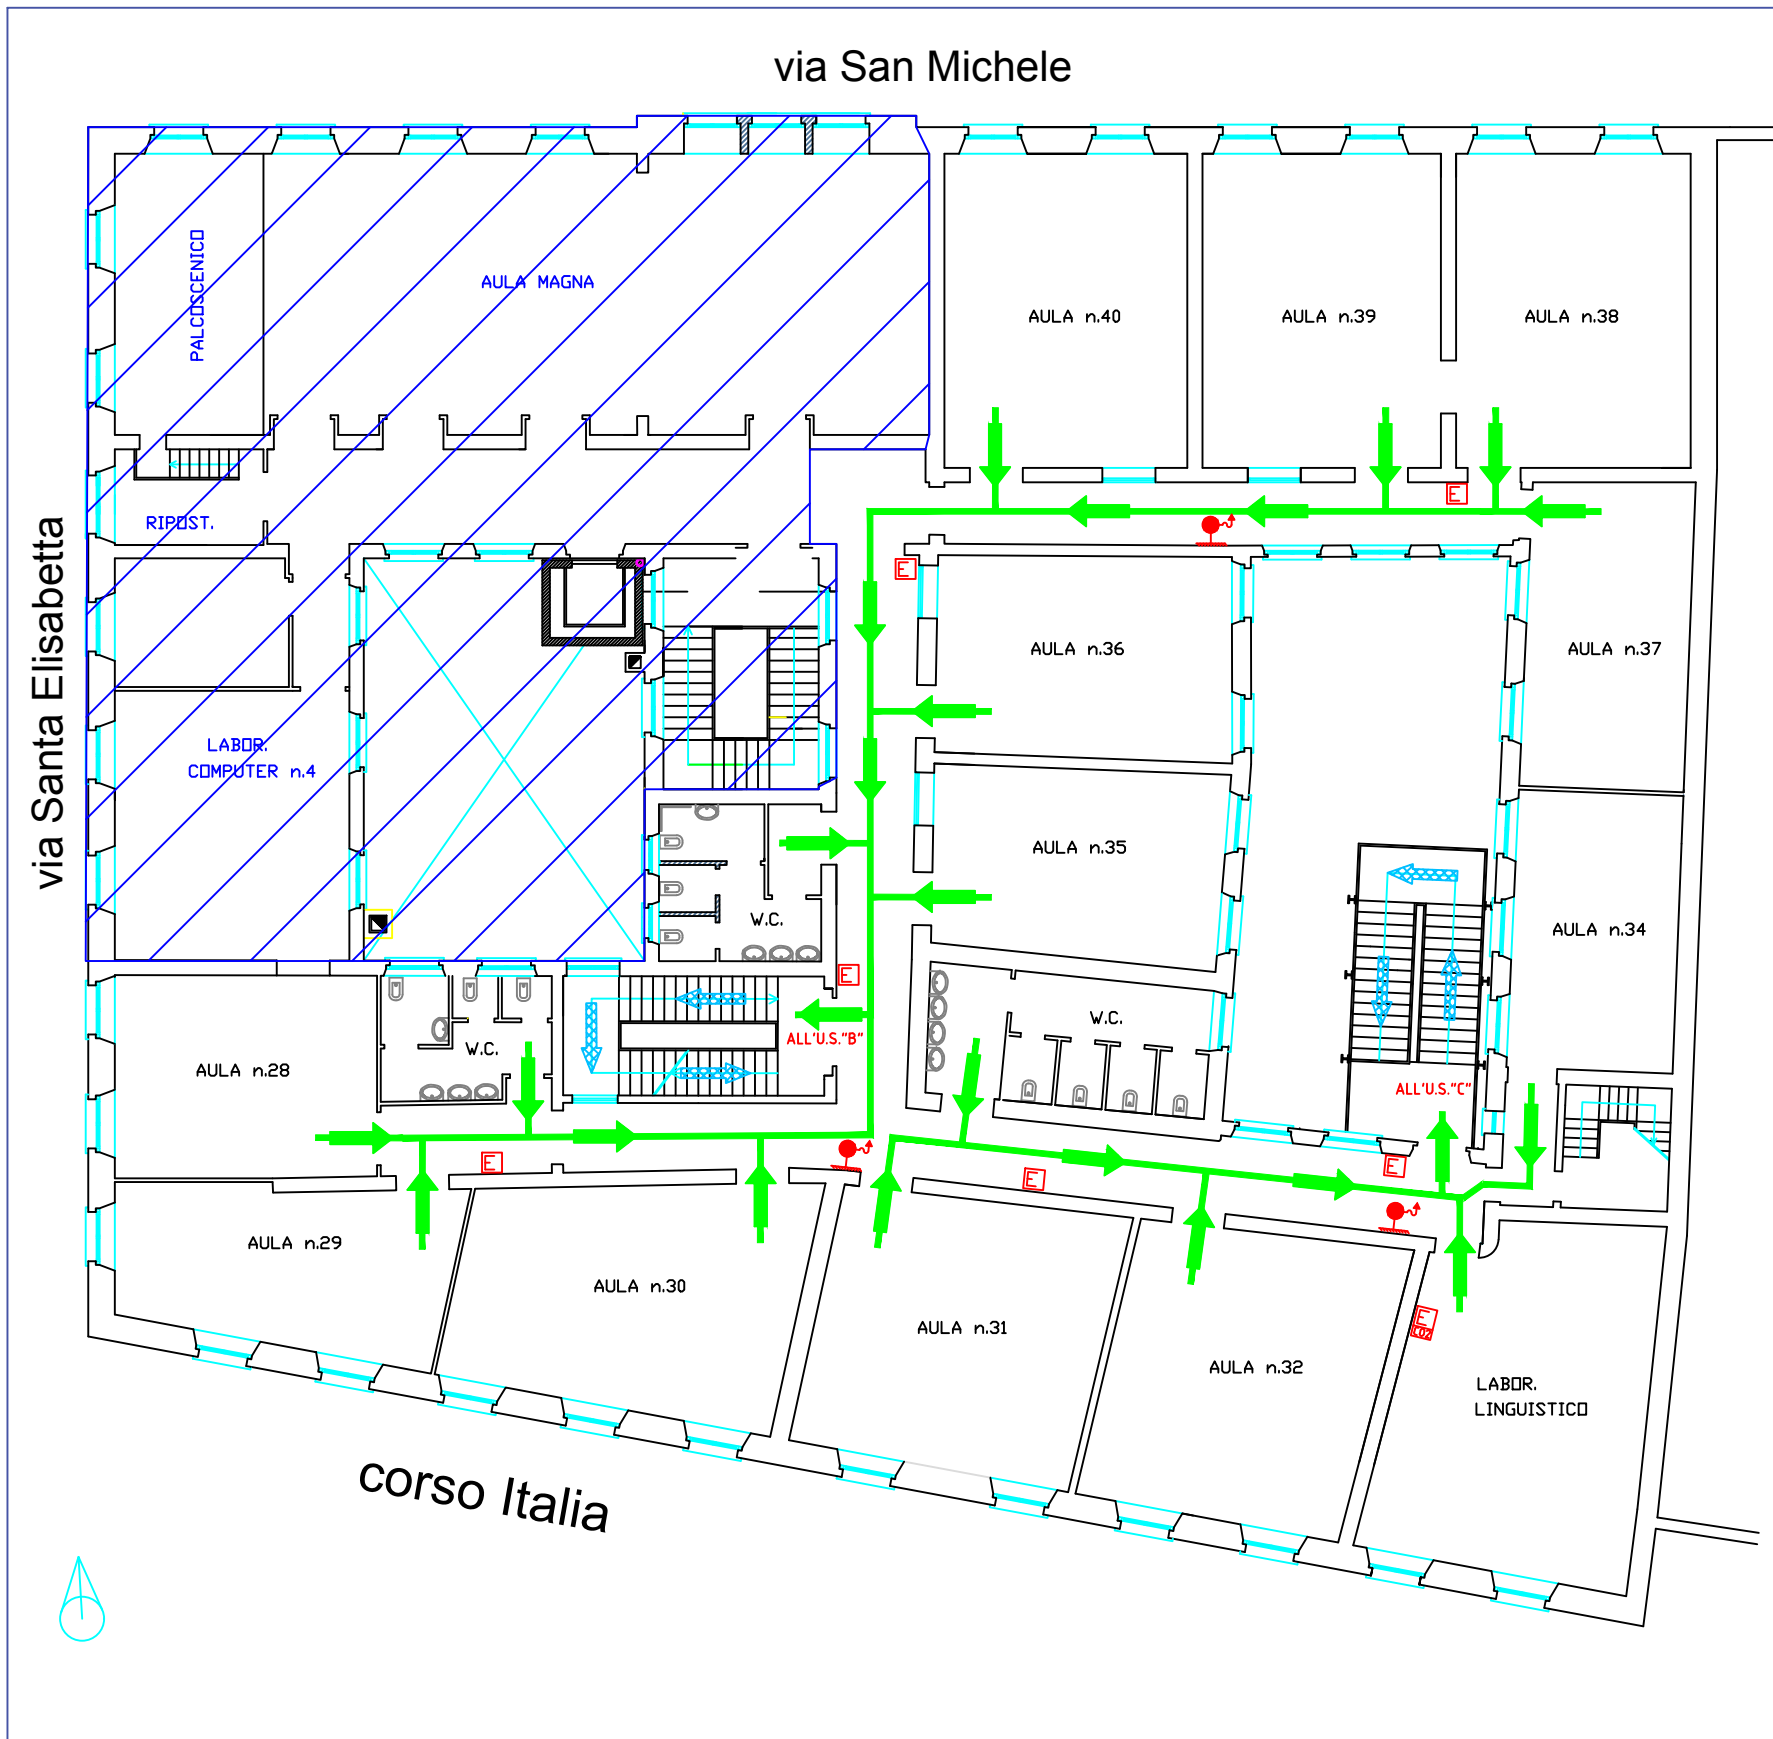 via San Michele
PALCOSCENICO
AULA MAGNA
AULA n.40
AULA n.39
AULA n.38
E
RIPOST.
E
via Santa Elisabetta
AULA n.36
AULA n.37
LABOR.
COMPUTER n.4
AULA n.35
W.C.
AULA n.34
E
W.C.
ALL'U.S."B"
W.C.
AULA n.28
ALL'U.S."C"
E
E
E
AULA n.29
AULA n.30
AULA n.31
E
CO2
AULA n.32
LABOR.
LINGUISTICO
corso Italia